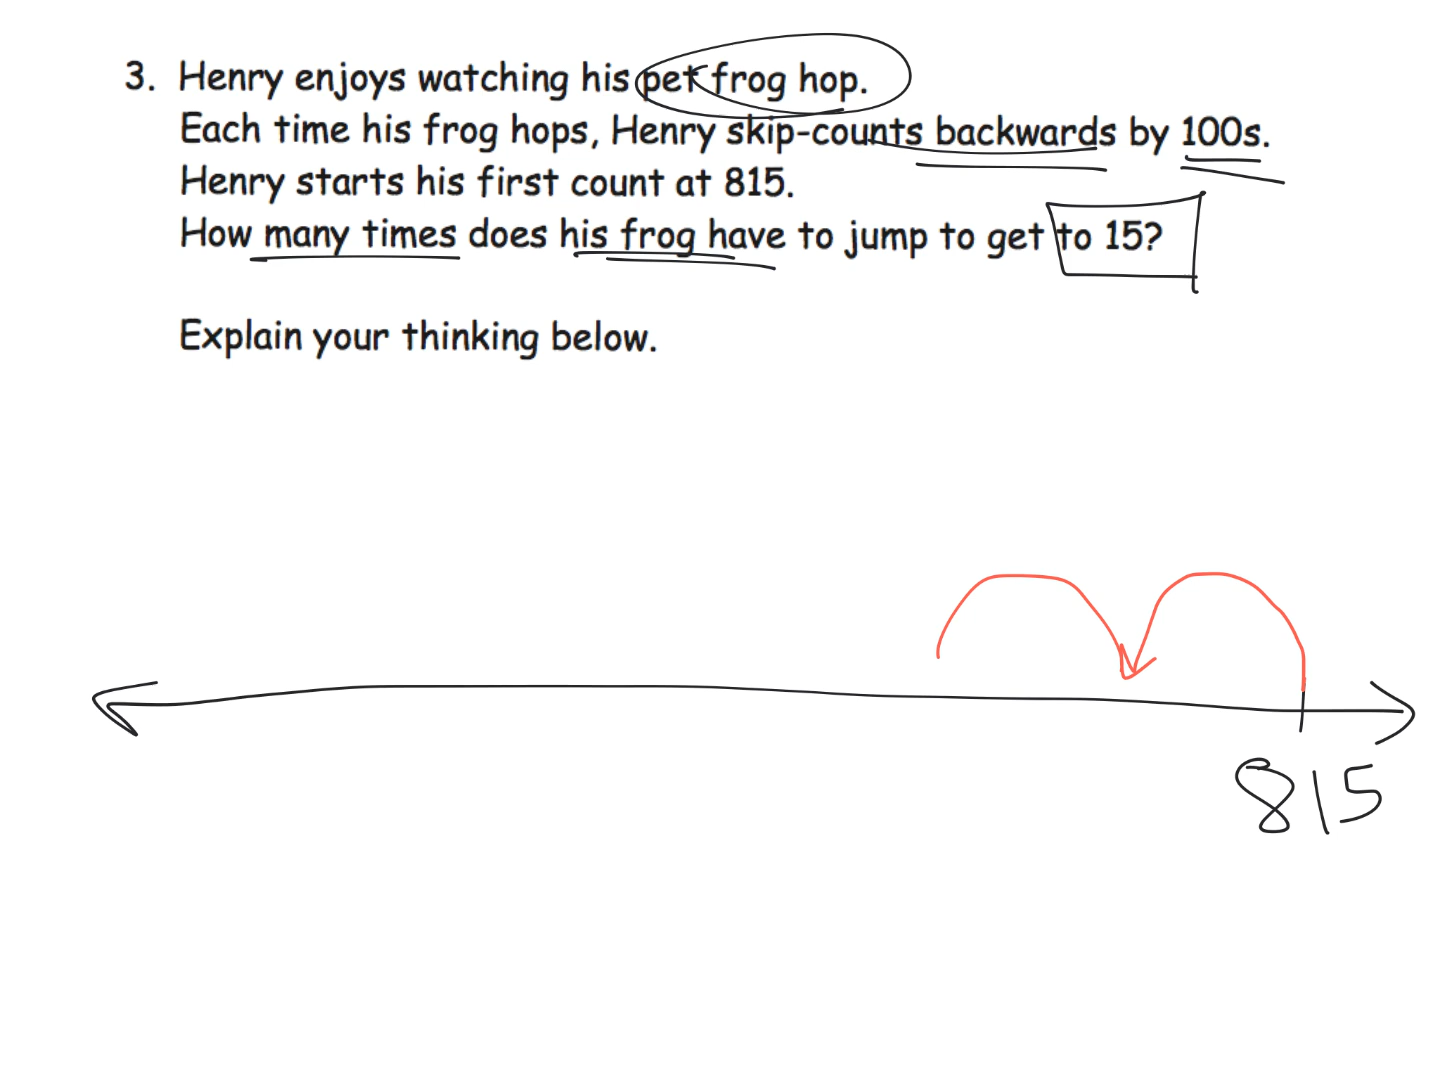 3. Henry enjoys watching his pet frog hop.
Each time his frog hops, Henry skip-counts backwards by 100s.
Henry starts his first count at 815.
How many times does his frog have to jump to get to 15?
Explain your thinking below.
815